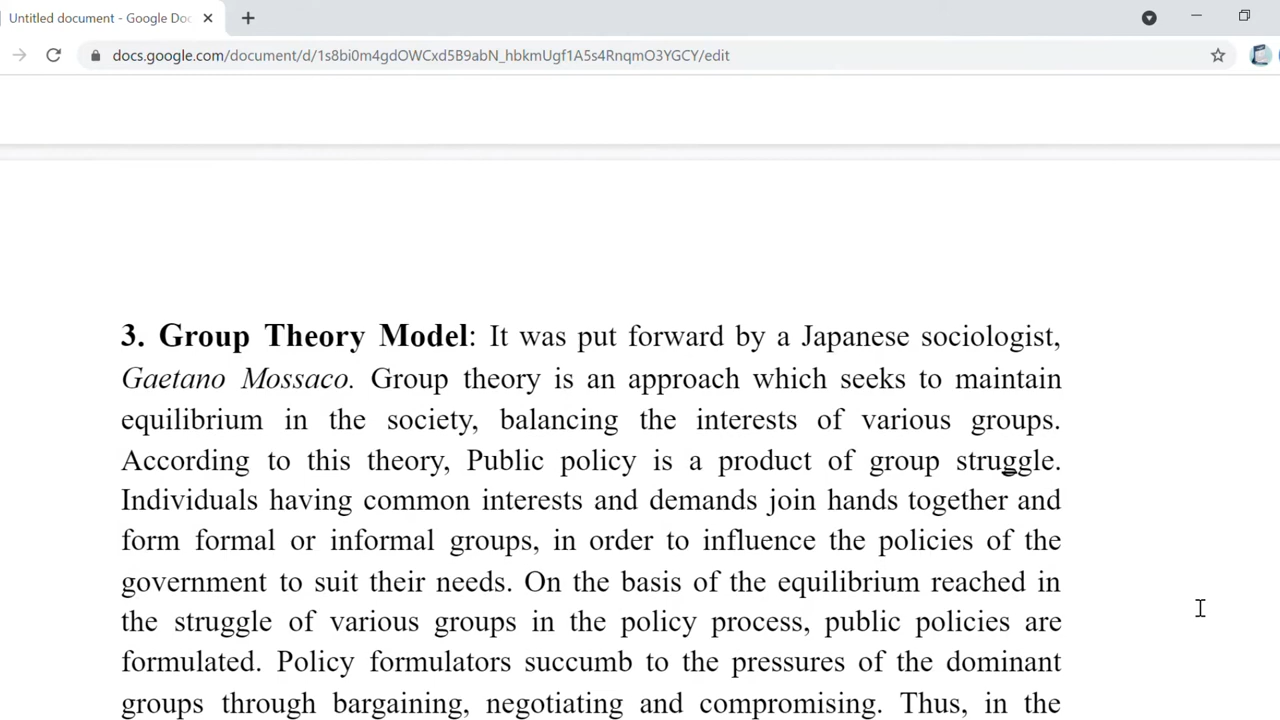 Untitled document - Google Doc
docs.google.com/document/d/1s8bi0m4gdOWCxd5B9abN_hbkmUgf1A5s4RnqmO3YGCY/edit
3. Group Theory Model: It was put forward by a Japanese sociologist,
Gaetano Mossaco. Group theory is an approach which seeks to maintain
equilibrium in the society, balancing the interests of various groups.
According to this theory, Public policy is a product of group struggle.
Individuals having common interests and demands join hands together and
form formal or informal groups, in order to influence the policies of the
government to suit their needs. On the basis of the equilibrium reached in
the struggle of various groups in the policy process, public policies are
formulated. Policy formulators succumb to the pressures of the dominant
groups through bargaining, negotiating and compromising. Thus, in the